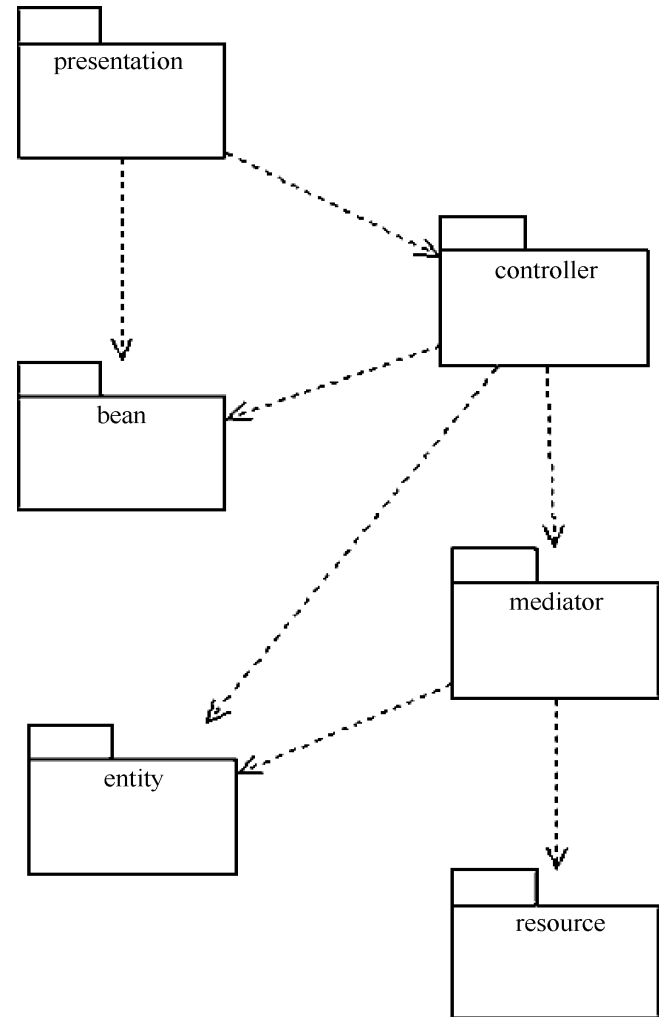 presentation
controller
bean
mediator
entity
resource